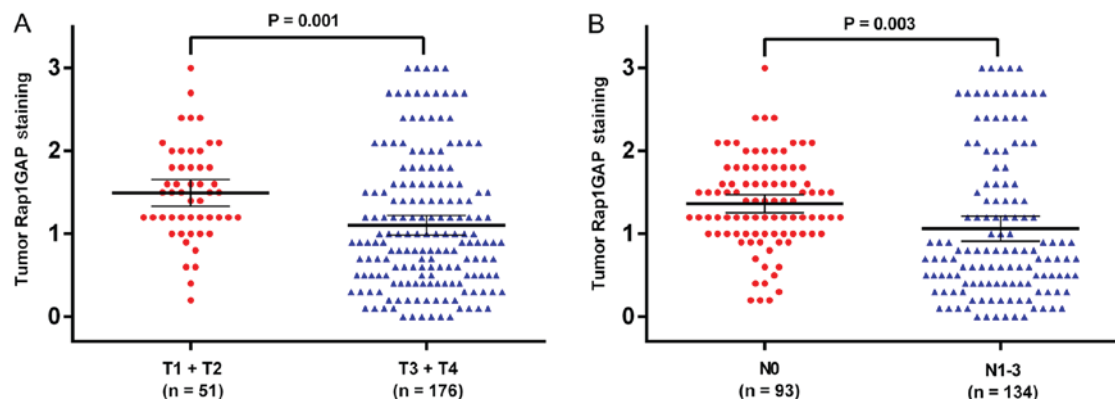 A
P = 0.001
Tumor Rap1GAP staining
3
2
1
0
T1 + T2
(n = 51)
T3 + T4
(n = 176)
B
P = 0.003
Tumor Rap1GAP staining
3
2
1
0
N0
(n = 93)
N1-3
(n = 134)